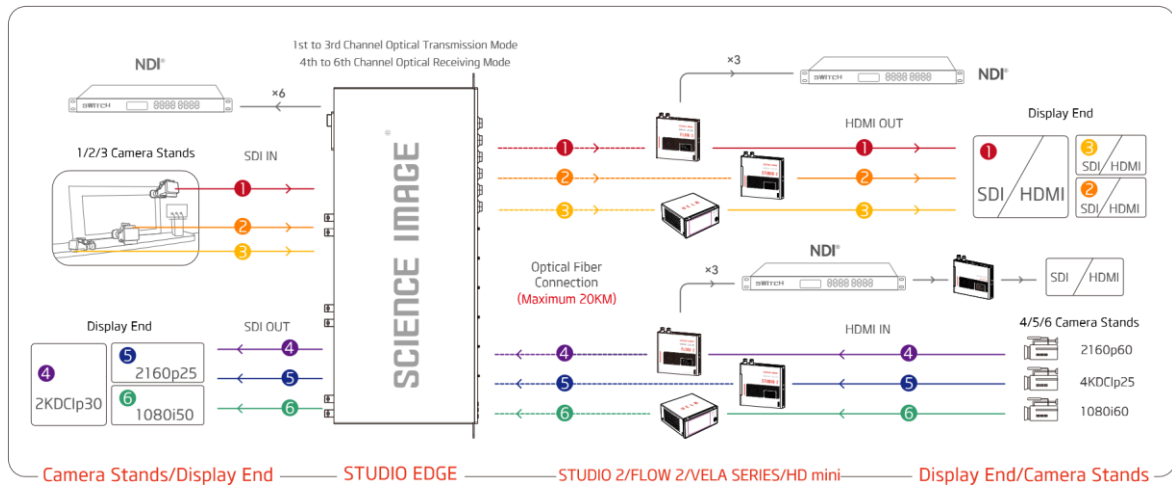 1st to 3rd Channel Optical Transmission Mode
4th to 6th Channel Optical Receiving Mode
NDI®
×6
SWITCH
1/2/3 Camera Stands
SDI IN
1
2
3
SCIENCE IMAGE®
×3
SWITCH
NDI®
HDMI OUT
Display End
1
1
2
2
3
3
1
SDI/HDMI
3
SDI/HDMI
2
SDI/HDMI
Optical Fiber
Connection
(Maximum 20KM)
NDI®
×3
SWITCH
SDI/HDMI
Display End
SDI OUT
4
2KDCIp30
5
2160p25
6
1080i50
4
5
6
HDMI IN
4/5/6 Camera Stands
4
4
2160p60
5
5
4KDCIp25
6
6
1080i60
Camera Stands/Display End
STUDIO EDGE
STUDIO 2/FLOW 2/VELA SERIES/HD mini
Display End/Camera Stands